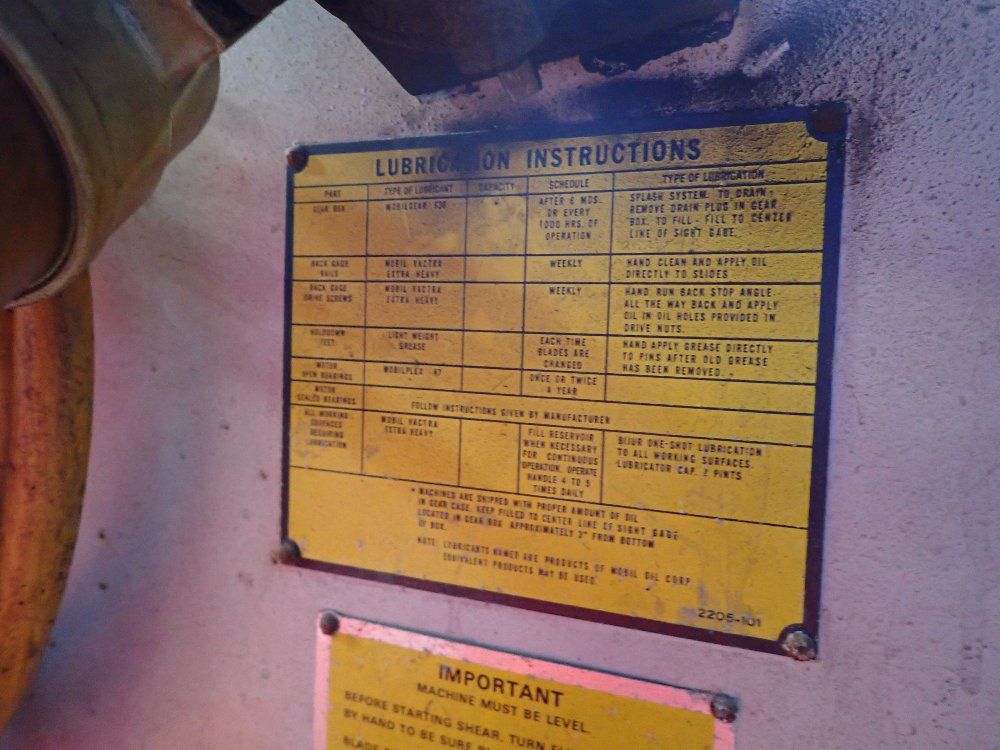 LUBRICATION INSTRUCTIONS
PART TYPE OF LUBRICANT CAPACITY SCHEDULE TYPE OF LUBRICATION
GEAR BOX
MOBILGEAR 630
*
AFTER 6 MOS.
OR EVERY
1000 HRS. OF
OPERATION
SPLASH SYSTEM. TO DRAIN -
REMOVE DRAIN PLUG IN GEAR
BOX. TO FILL - FILL TO CENTER
LINE OF SIGHT GAGE.
BACK GAGE
RAILS
MOBIL VACTRA
EXTRA HEAVY
WEEKLY
HAND CLEAN AND APPLY OIL
DIRECTLY TO SLIDES
BACK GAGE
DRIVE SCREWS
MOBIL VACTRA
EXTRA HEAVY
WEEKLY
HAND RUN BACK STOP ANGLE
ALL THE WAY BACK AND APPLY
OIL IN OIL HOLES PROVIDED IN
DRIVE NUTS.
HOLDDOWN
FEET
LIGHT WEIGHT
GREASE
EACH TIME
BLADES ARE
CHANGED
HAND APPLY GREASE DIRECTLY
TO PINS AFTER OLD GREASE
HAS BEEN REMOVED.
MOTOR
OPEN BEARINGS
MOBILPLEX 47
ONCE OR TWICE
A YEAR
MOTOR
SEALED BEARINGS
FOLLOW INSTRUCTIONS GIVEN BY MANUFACTURER
ALL WORKING
SURFACES
REQUIRING
LUBRICATION
MOBIL VACTRA
EXTRA HEAVY
FILL RESERVOIR
WHEN NECESSARY
FOR CONTINUOUS
OPERATION. OPERATE
HANDLE 4 TO 5
TIMES DAILY
BIJUR ONE-SHOT LUBRICATION
TO ALL WORKING SURFACES.
LUBRICATOR CAP. PINTS
* MACHINES ARE SHIPPED WITH PROPER AMOUNT OF OIL
IN GEAR CASE. KEEP FILLED TO CENTER LINE OF SIGHT GAGE
LOCATED IN GEAR BOX APPROXIMATELY 3" FROM BOTTOM
OF BOX.
NOTE: LUBRICANTS NAMED ARE PRODUCTS OF MOBIL OIL CORP
EQUIVALENT PRODUCTS MAY BE USED
2205-101
IMPORTANT
MACHINE MUST BE LEVEL.
BEFORE STARTING SHEAR, TURN
BY HAND TO BE SURE
BLADE